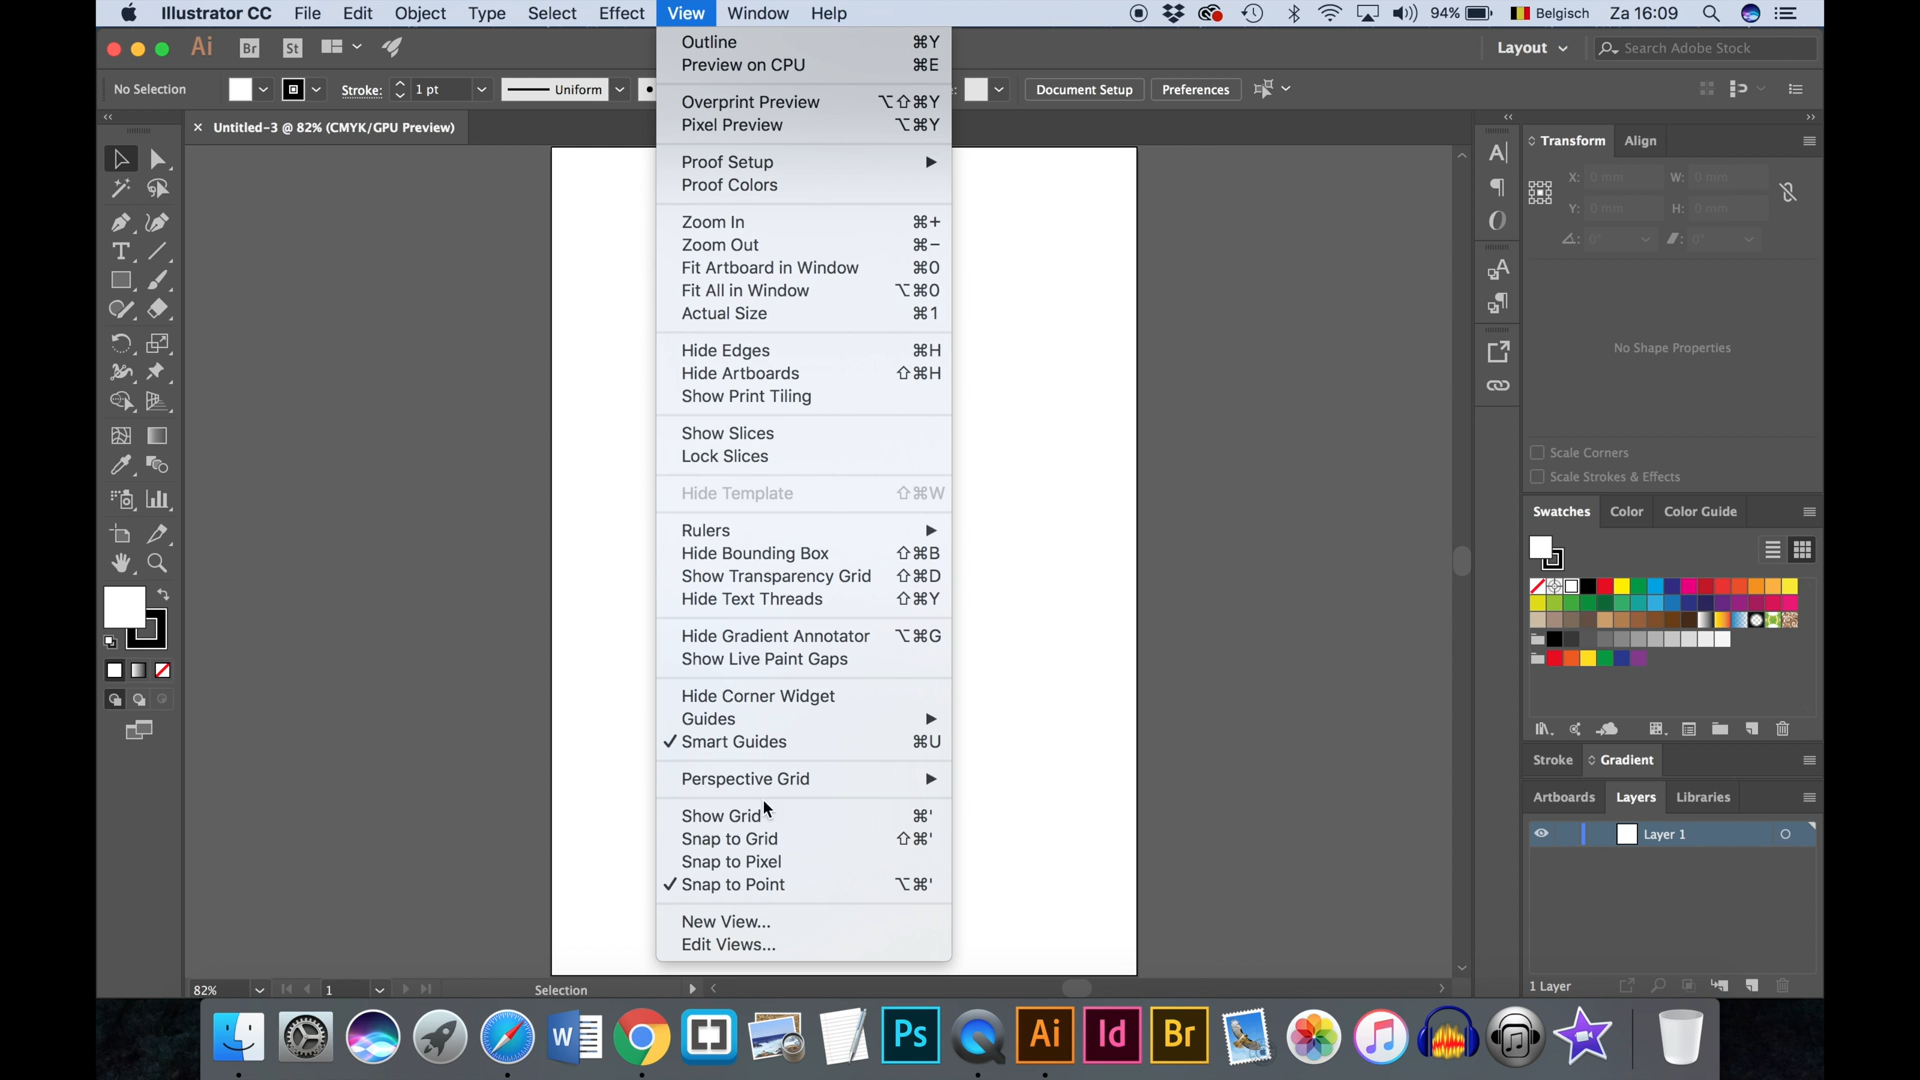 Illustrator CC File Edit Object Type Select Effect View Window Help 94% Belgisch Za 16:09
Ai Br St Layout Search Adobe Stock
No Selection Stroke: 1 pt Uniform Document Setup Preferences
× Untitled-3 @ 82% (CMYK/GPU Preview)
Outline ⌘Y
Preview on CPU ⌘E
Overprint Preview ⌥⇧⌘Y
Pixel Preview ⌥⌘Y
Proof Setup
Proof Colors
Zoom In ⌘+
Zoom Out ⌘−
Fit Artboard in Window ⌘0
Fit All in Window ⌥⌘0
Actual Size ⌘1
Hide Edges ⌘H
Hide Artboards ⇧⌘H
Show Print Tiling
Show Slices
Lock Slices
Hide Template ⇧⌘W
Rulers
Hide Bounding Box ⇧⌘B
Show Transparency Grid ⇧⌘D
Hide Text Threads ⇧⌘Y
Hide Gradient Annotator ⌥⌘G
Show Live Paint Gaps
Hide Corner Widget
Guides
✓ Smart Guides ⌘U
Perspective Grid
Show Grid ⌘'
Snap to Grid ⇧⌘'
Snap to Pixel
✓ Snap to Point ⌥⌘'
New View...
Edit Views...
Transform Align
X: 0 mm W: 0 mm
Y: 0 mm H: 0 mm
0° 0°
No Shape Properties
Scale Corners
Scale Strokes & Effects
Swatches Color Color Guide
Stroke Gradient
Artboards Layers Libraries
Layer 1
1 Layer
82% 1 Selection
W Ps Ai Id Br